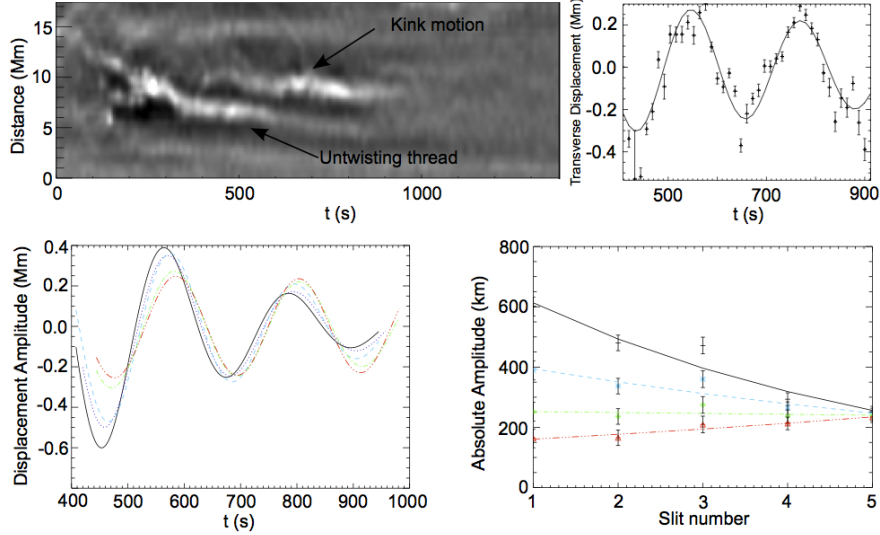 Distance (Mm)
15
10
5
0
Kink motion
Untwisting thread
0
500
1000
t (s)
Transverse Displacement (Mm)
0.2
0.0
-0.2
-0.4
500
700
900
t (s)
Displacement Amplitude (Mm)
0.4
0.2
0.0
-0.2
-0.4
-0.6
400 500 600 700 800 900 1000
t (s)
Absolute Amplitude (km)
800
600
400
200
0
1 2 3 4 5
Slit number